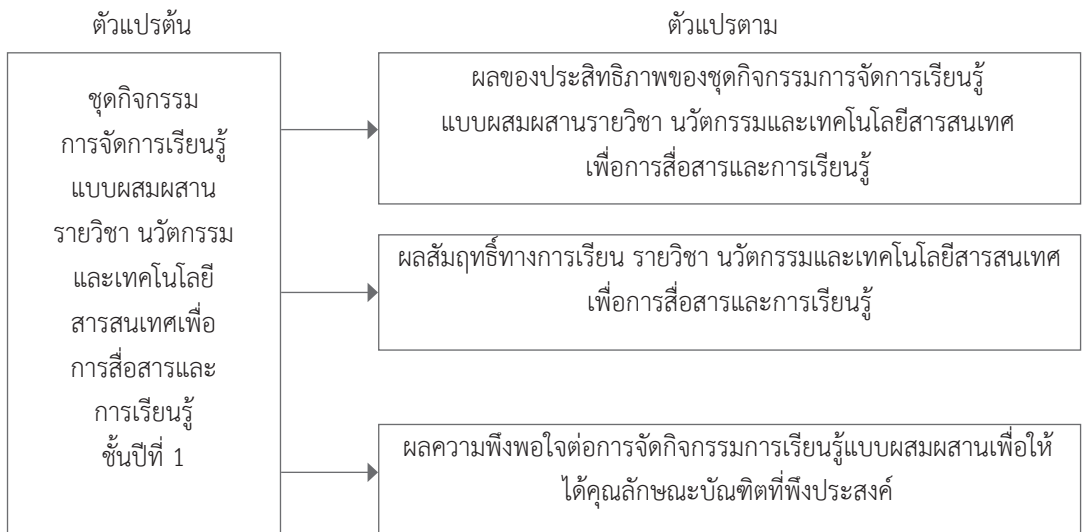 ตัวแปรต้น
ตัวแปรตาม
ชุดกิจกรรม
การจัดการเรียนรู้
แบบผสมผสาน
รายวิชา นวัตกรรม
และเทคโนโลยี
สารสนเทศเพื่อ
การสื่อสารและ
การเรียนรู้
ชั้นปีที่ 1
ผลของประสิทธิภาพของชุดกิจกรรมการจัดการเรียนรู้
แบบผสมผสานรายวิชา นวัตกรรมและเทคโนโลยีสารสนเทศ
เพื่อการสื่อสารและการเรียนรู้
ผลสัมฤทธิ์ทางการเรียน รายวิชา นวัตกรรมและเทคโนโลยีสารสนเทศ
เพื่อการสื่อสารและการเรียนรู้
ผลความพึงพอใจต่อการจัดกิจกรรมการเรียนรู้แบบผสมผสานเพื่อให้
ได้คุณลักษณะบัณฑิตที่พึงประสงค์